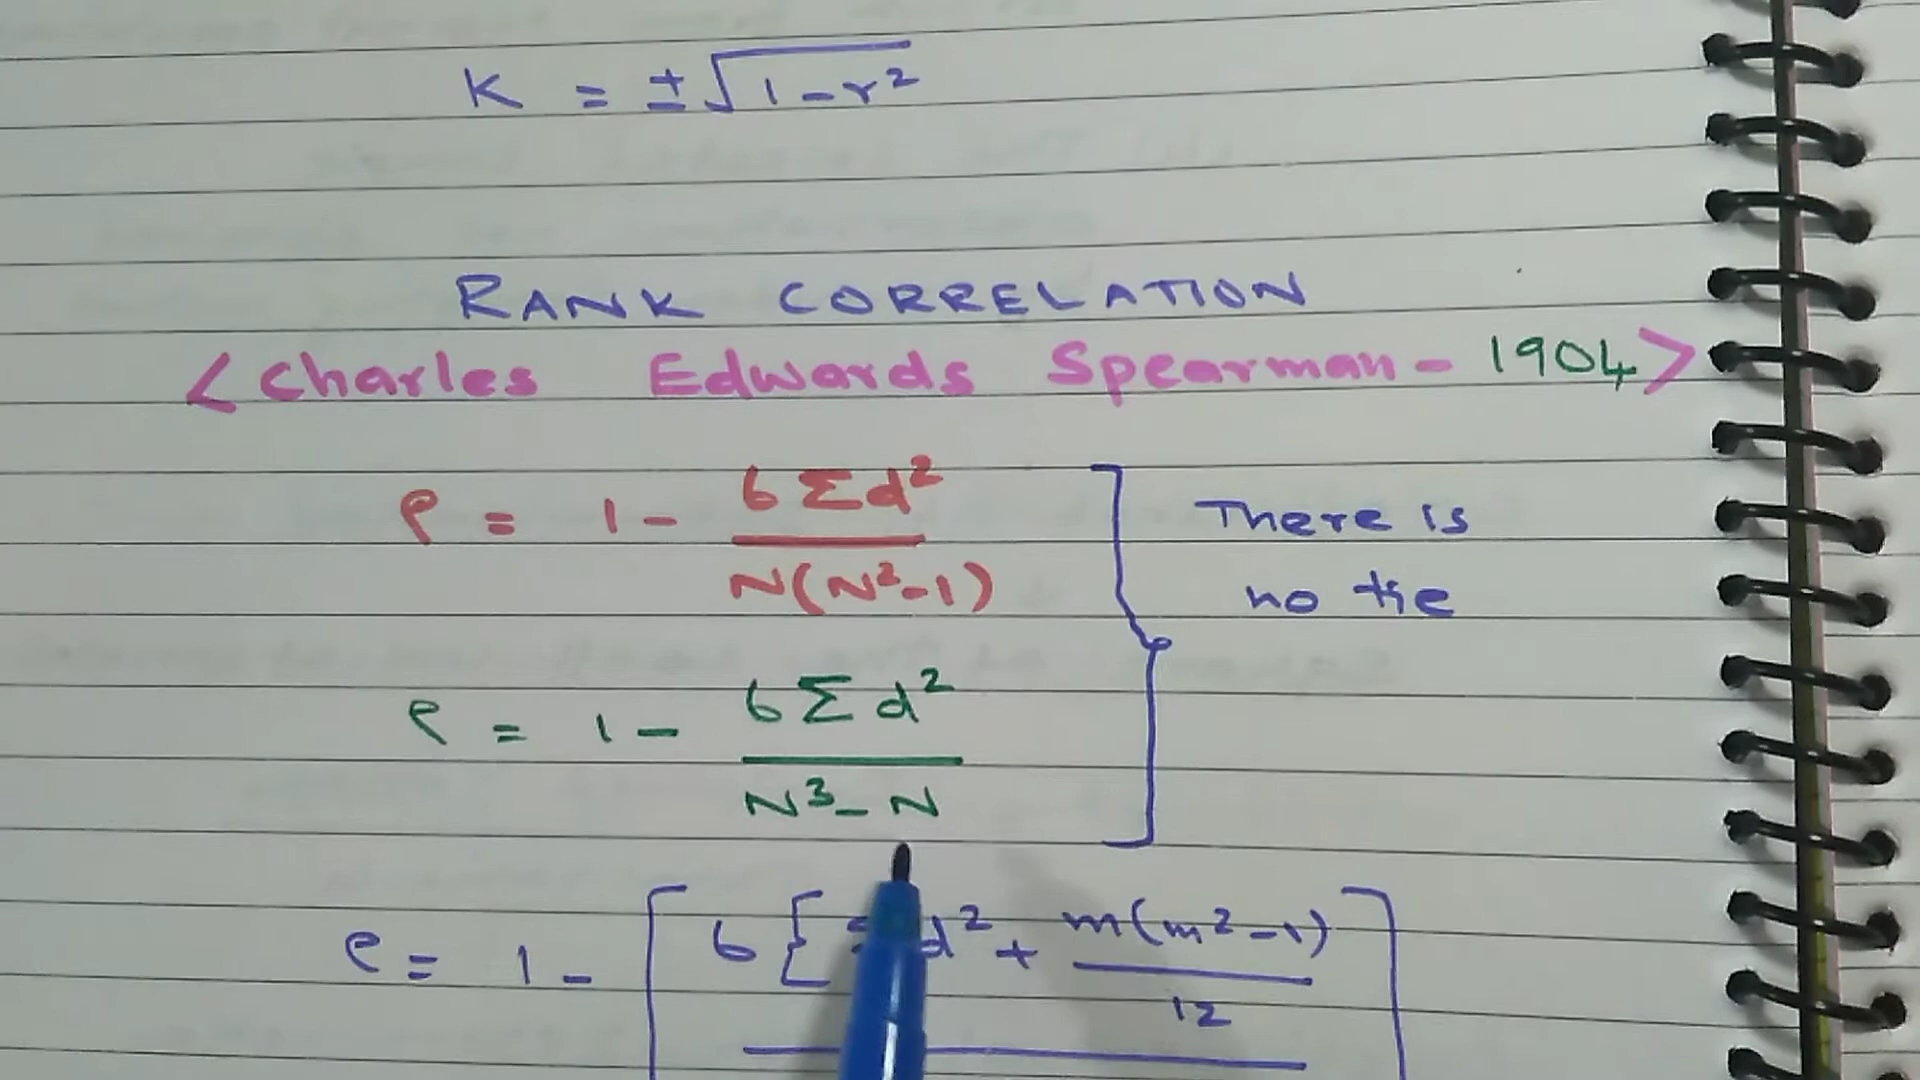 K = ±√1-r²
RANK CORRELATION
<Charles Edwards Spearman - 1904>
ρ = 1 - 6Σd² / N(N²-1)
There is
no tie
ρ = 1 - 6Σd² / N³-N
ρ = 1 - [6{Σd² + m(m²-1) / 12